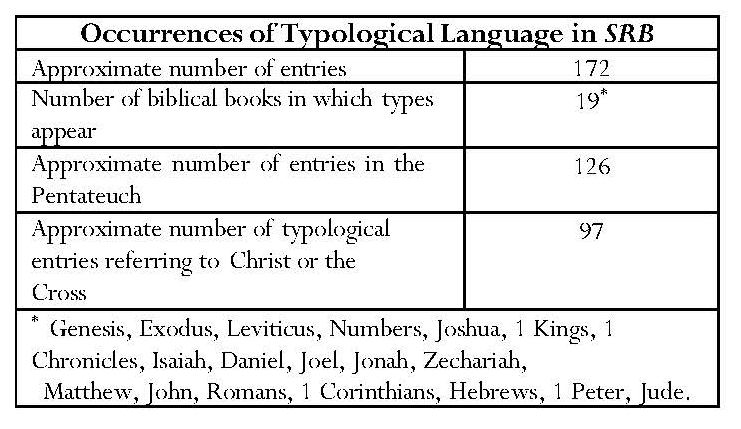 Occurrences of Typological Language in SRB
Approximate number of entries
172
Number of biblical books in which types
appear
19*
Approximate number of entries in the
Pentateuch
126
Approximate number of typological
entries referring to Christ or the
Cross
97
* Genesis, Exodus, Leviticus, Numbers, Joshua, 1 Kings, 1
Chronicles, Isaiah, Daniel, Joel, Jonah, Zechariah,
Matthew, John, Romans, 1 Corinthians, Hebrews, 1 Peter, Jude.